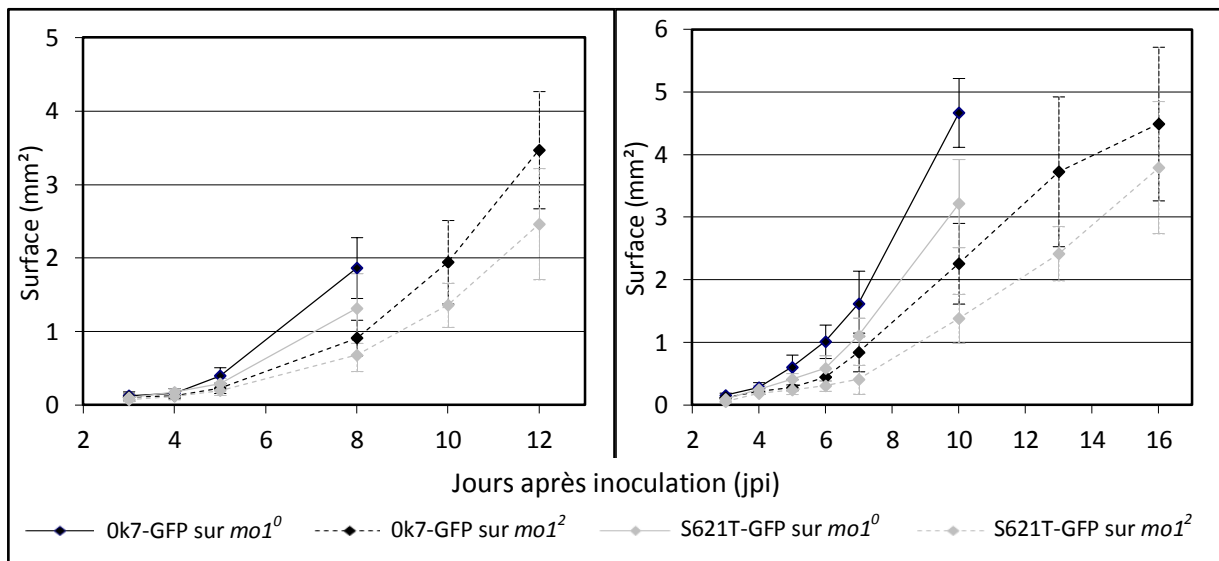 5
4
3
2
1
0
Surface (mm²)
2 4 6 8 10 12
6
5
4
3
2
1
0
Surface (mm²)
2 4 6 8 10 12 14 16
Jours après inoculation (jpi)
0k7-GFP sur mo1⁰ 0k7-GFP sur mo1² S621T-GFP sur mo1⁰ S621T-GFP sur mo1²